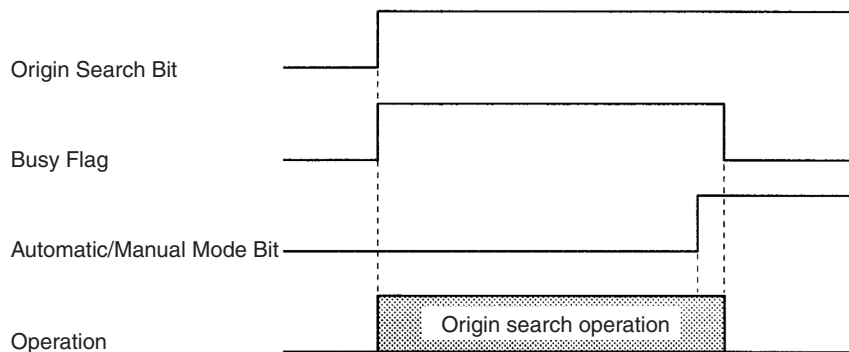 Origin Search Bit
Busy Flag
Automatic/Manual Mode Bit
Operation
Origin search operation